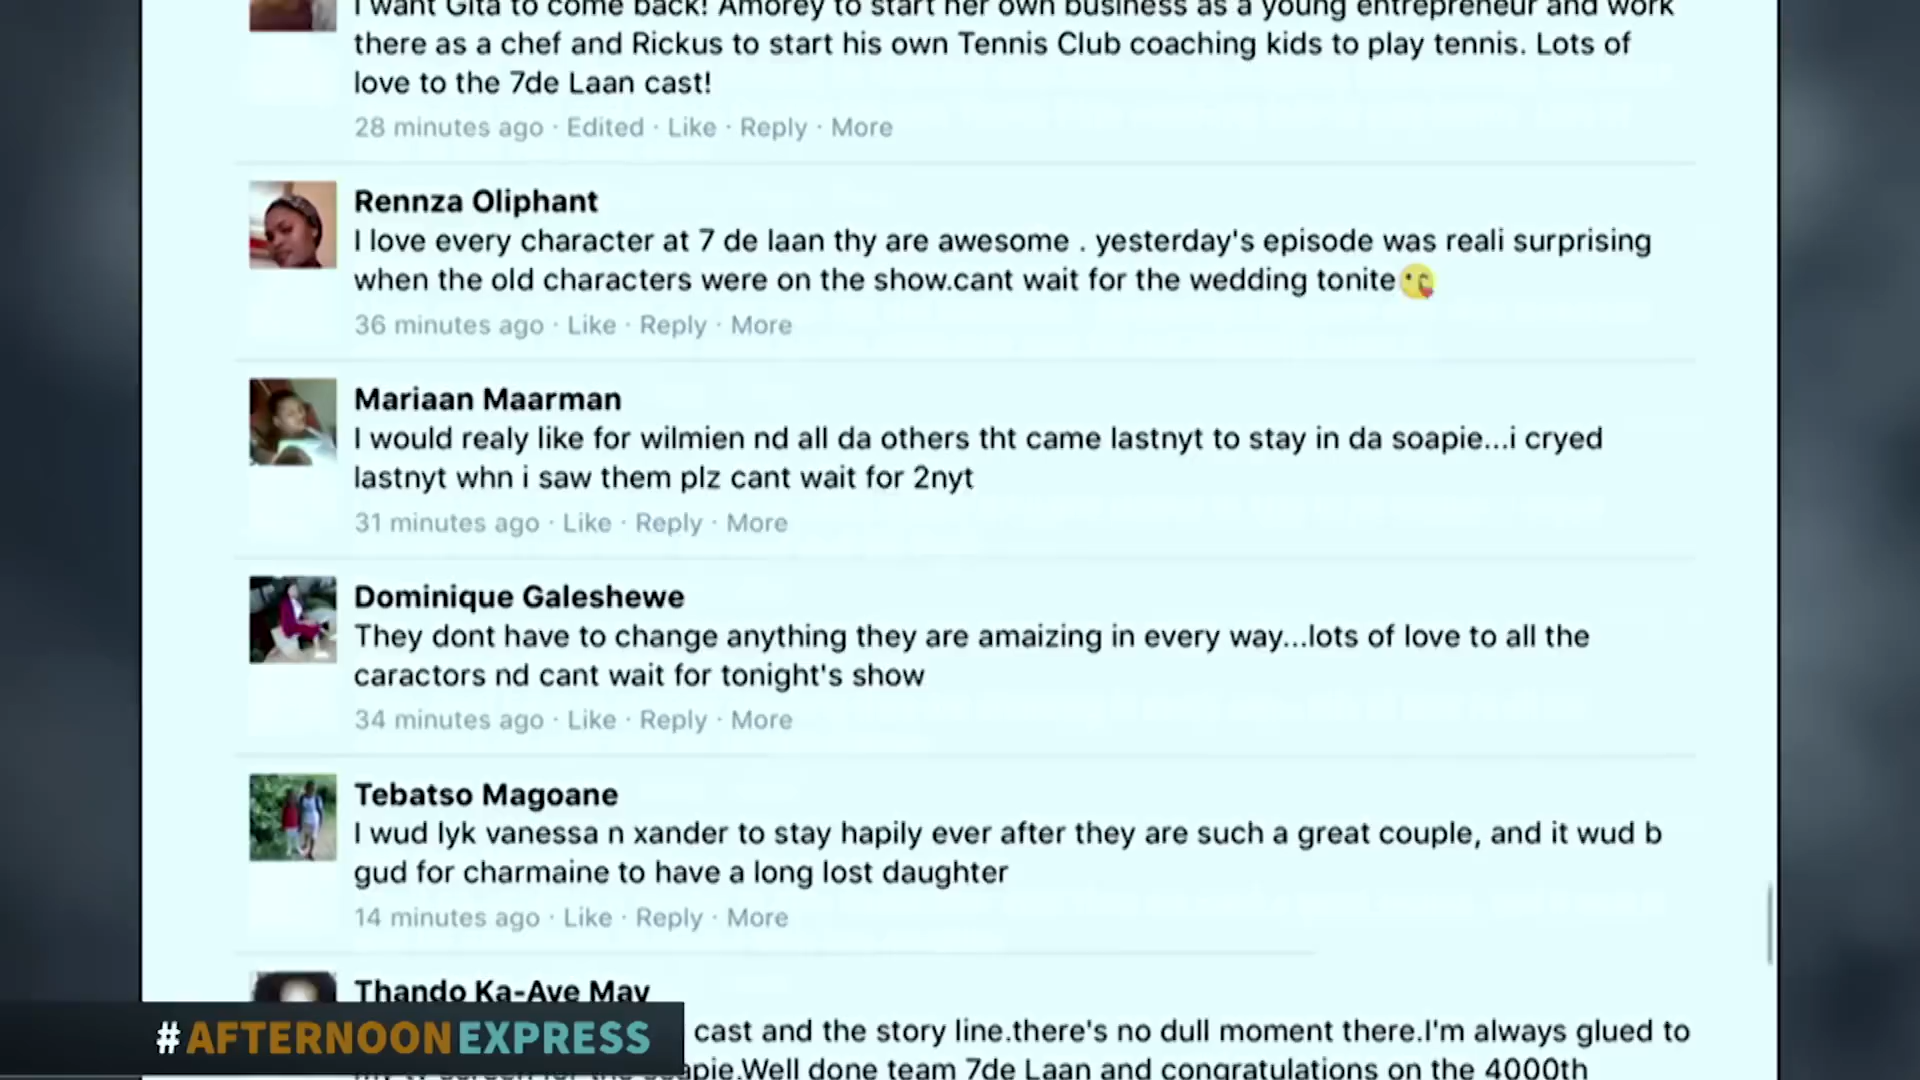 I want Gita to come back! Amorey to start her own business as a young entrepreneur and work
there as a chef and Rickus to start his own Tennis Club coaching kids to play tennis. Lots of
love to the 7de Laan cast!
28 minutes ago · Edited · Like · Reply · More
Rennza Oliphant
I love every character at 7 de laan thy are awesome . yesterday's episode was reali surprising
when the old characters were on the show.cant wait for the wedding tonite😘
36 minutes ago · Like · Reply · More
Mariaan Maarman
I would realy like for wilmien nd all da others tht came lastnyt to stay in da soapie...i cryed
lastnyt whn i saw them plz cant wait for 2nyt
31 minutes ago · Like · Reply · More
Dominique Galeshewe
They dont have to change anything they are amaizing in every way...lots of love to all the
caractors nd cant wait for tonight's show
34 minutes ago · Like · Reply · More
Tebatso Magoane
I wud lyk vanessa n xander to stay hapily ever after they are such a great couple, and it wud b
gud for charmaine to have a long lost daughter
14 minutes ago · Like · Reply · More
Thando Ka-Aye May
cast and the story line.there's no dull moment there.I'm always glued to
Well done team 7de Laan and congratulations on the 4000th
#AFTERNOONEXPRESS